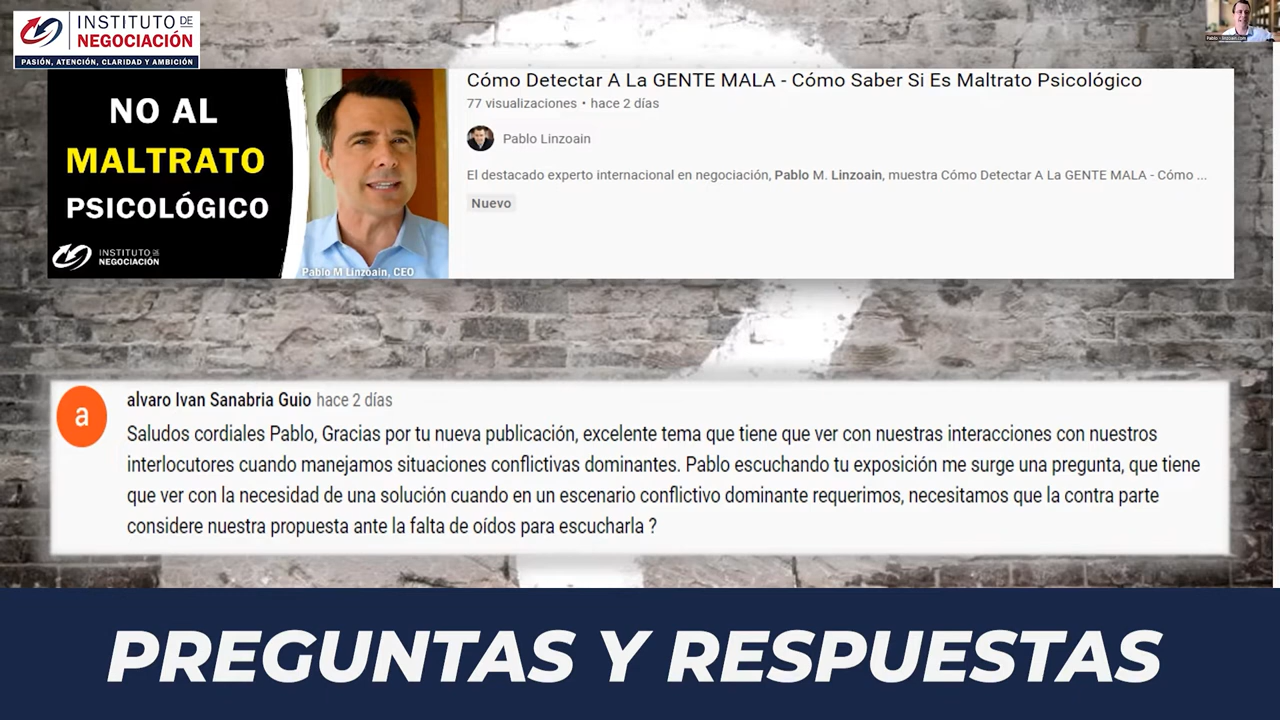 INSTITUTO DE
NEGOCIACIÓN
PASIÓN, ATENCIÓN, CLARIDAD Y AMBICIÓN
NO AL
MALTRATO
PSICOLÓGICO
INSTITUTO DE
NEGOCIACIÓN
Pablo M Linzoain, CEO
Cómo Detectar A La GENTE MALA - Cómo Saber Si Es Maltrato Psicológico
77 visualizaciones • hace 2 días
Pablo Linzoain
El destacado experto internacional en negociación, Pablo M. Linzoain, muestra Cómo Detectar A La GENTE MALA - Cómo ...
Nuevo
a
alvaro Ivan Sanabria Guio hace 2 días
Saludos cordiales Pablo, Gracias por tu nueva publicación, excelente tema que tiene que ver con nuestras interacciones con nuestros
interlocutores cuando manejamos situaciones conflictivas dominantes. Pablo escuchando tu exposición me surge una pregunta, que tiene
que ver con la necesidad de una solución cuando en un escenario conflictivo dominante requerimos, necesitamos que la contra parte
considere nuestra propuesta ante la falta de oídos para escucharla ?
PREGUNTAS Y RESPUESTAS